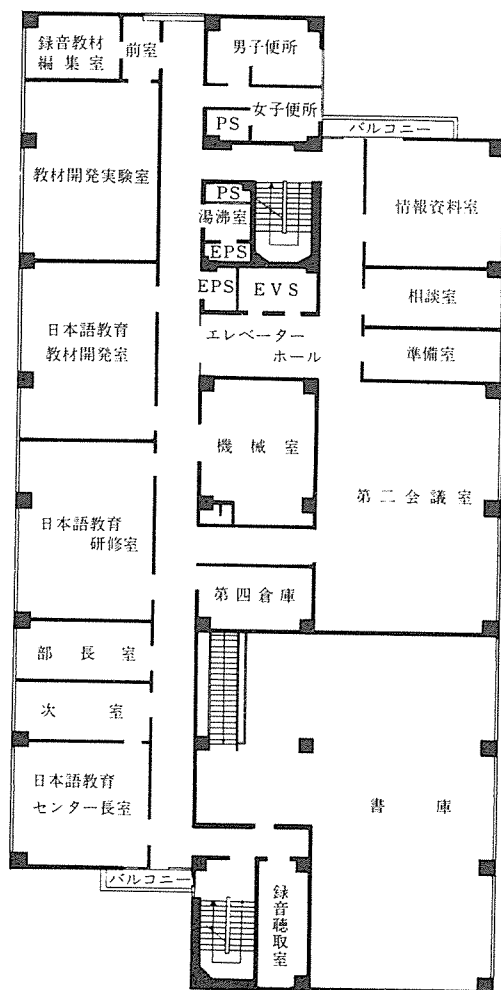 録音教材
編集室
前室
男子便所
女子便所
PS
バルコニー
教材開発実験室
PS
湯沸室
EPS
情報資料室
EPS
EVS
相談室
日本語教育
教材開発室
エレベーター
ホール
準備室
機械室
第二会議室
日本語教育
研修室
第四倉庫
部長室
次室
日本語教育
センター長室
書庫
バルコニー
録音聴取室